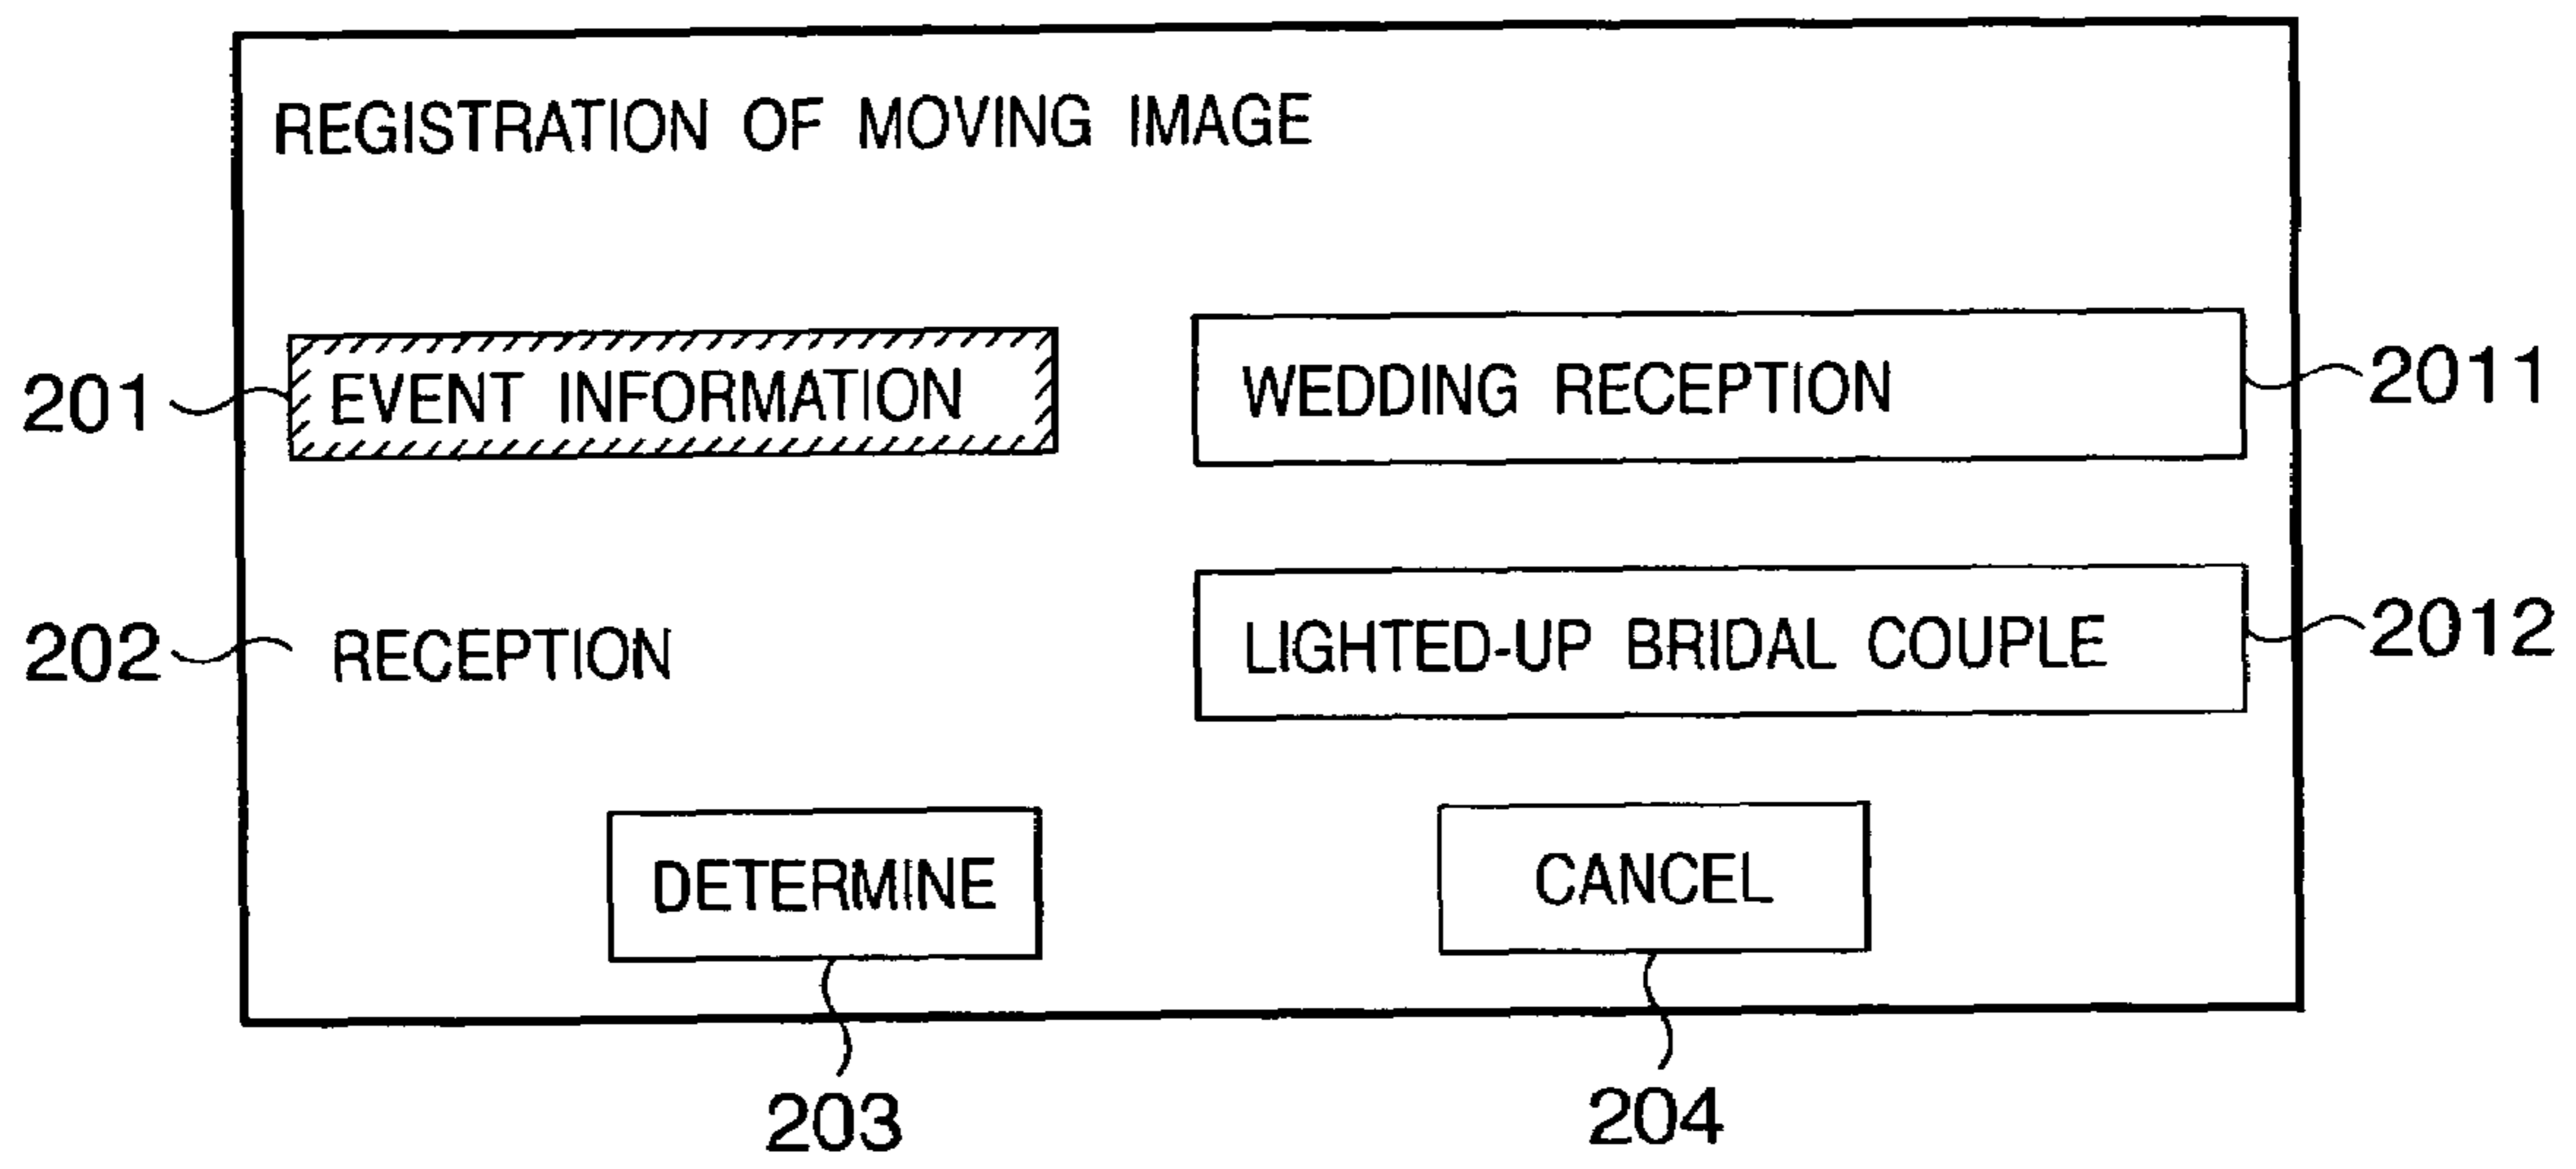 REGISTRATION OF MOVING IMAGE
201 EVENT INFORMATION WEDDING RECEPTION 2011
202 RECEPTION LIGHTED-UP BRIDAL COUPLE 2012
DETERMINE CANCEL
203 204